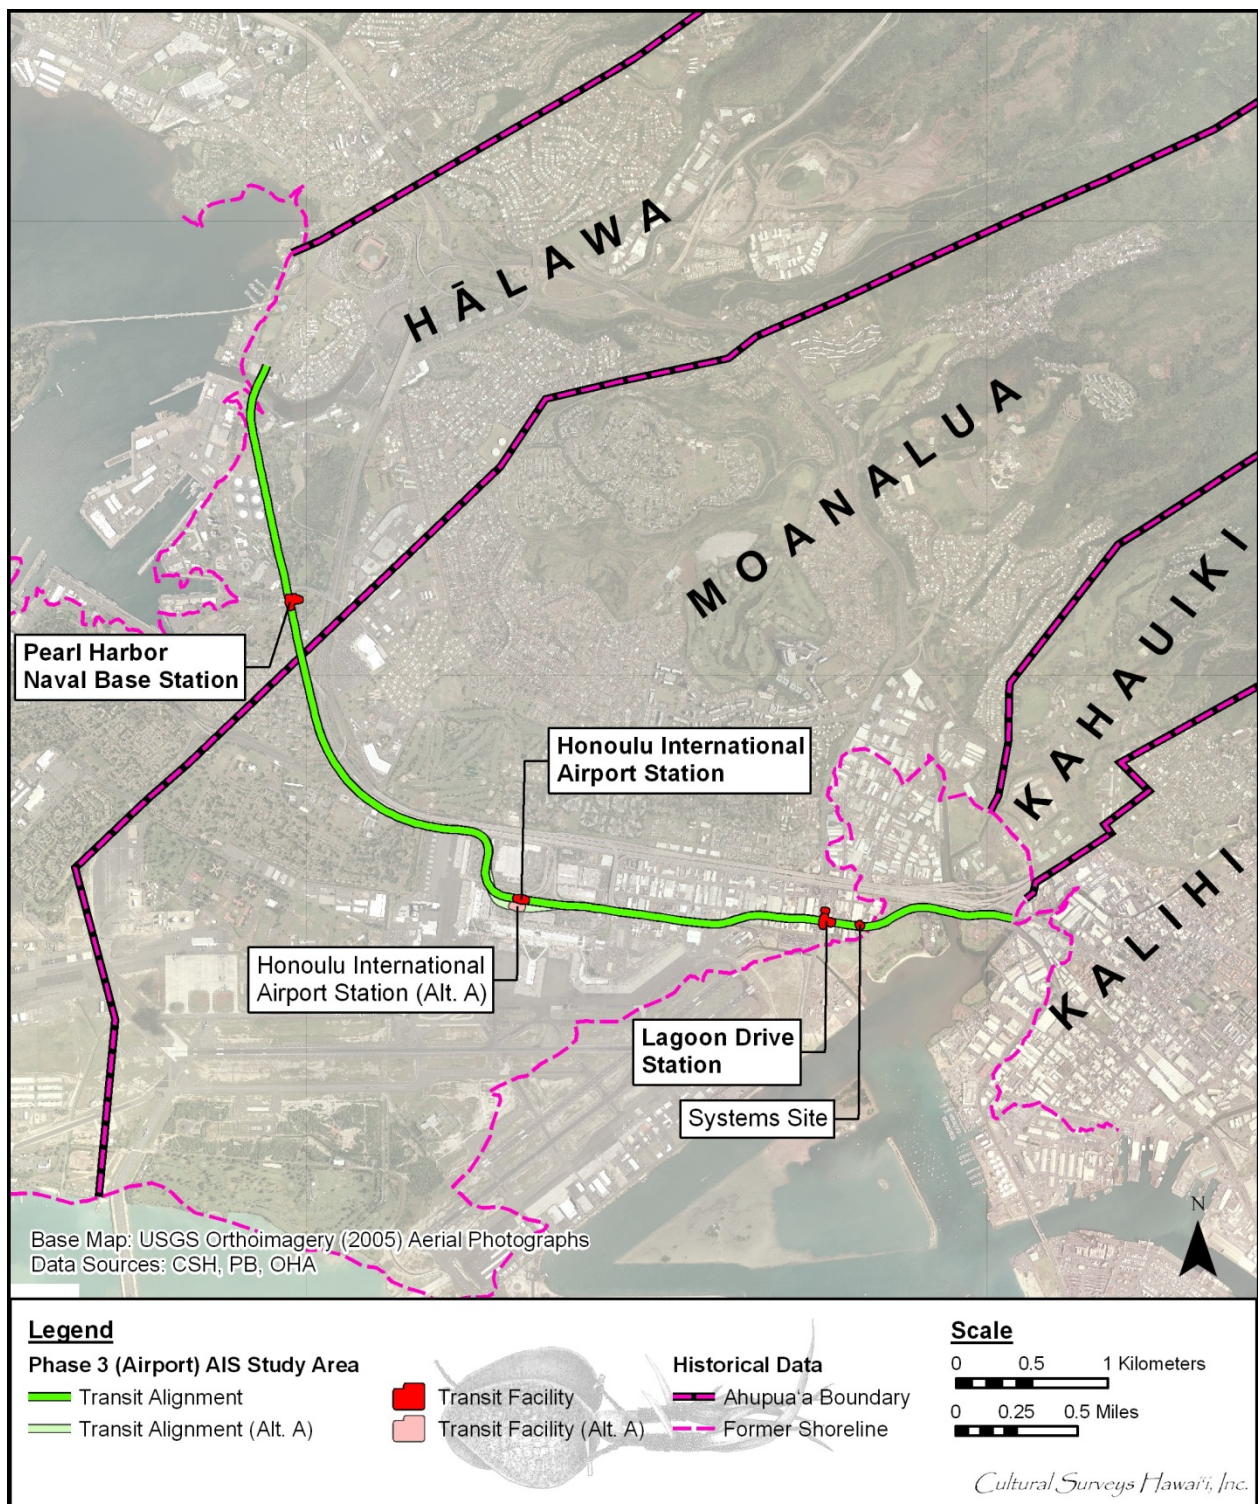 HĀLAWA
MOANALUA
KAHAUIKI
KALIHI
Pearl Harbor
Naval Base Station
Honoulu International
Airport Station
Honoulu International
Airport Station (Alt. A)
Lagoon Drive
Station
Systems Site
N
Base Map: USGS Orthoimagery (2005) Aerial Photographs
Data Sources: CSH, PB, OHA
Legend
Phase 3 (Airport) AIS Study Area
Transit Alignment
Transit Alignment (Alt. A)
Transit Facility
Transit Facility (Alt. A)
Historical Data
Ahupuaʻa Boundary
Former Shoreline
Scale
0 0.5 1 Kilometers
0 0.25 0.5 Miles
Cultural Surveys Hawaiʻi, Inc.